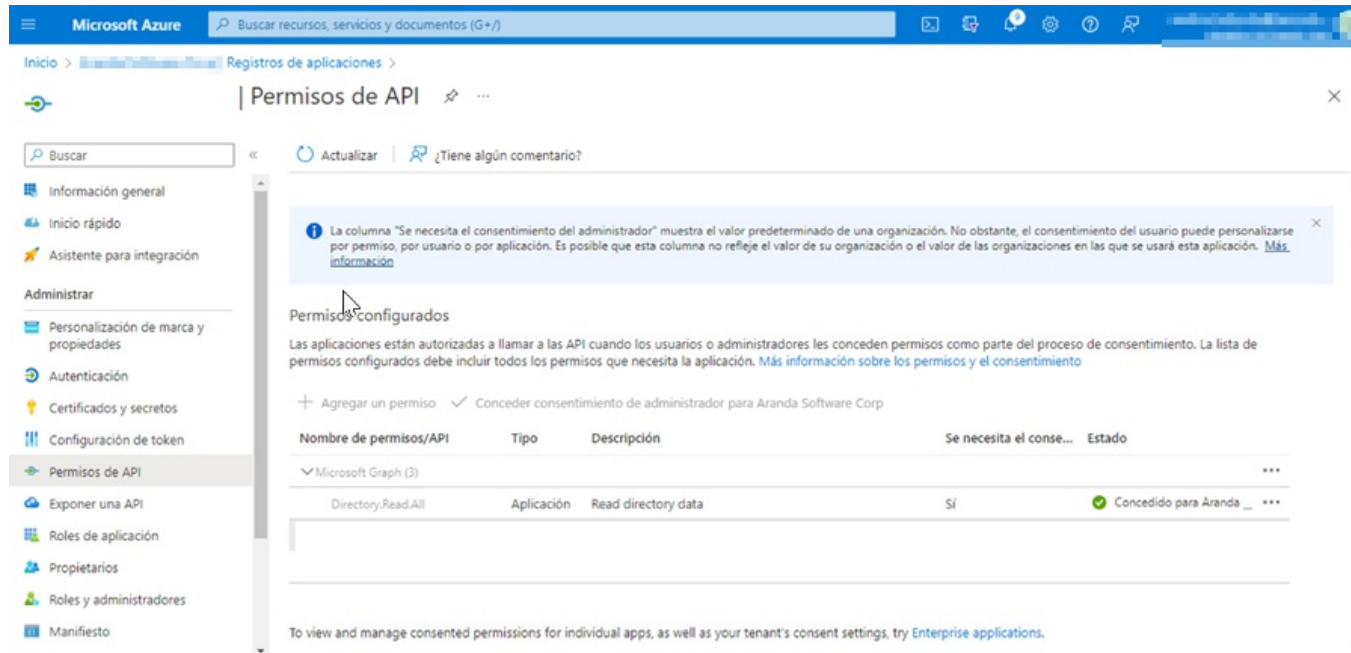 Microsoft Azure
Buscar recursos, servicios y documentos (G+/)
Inicio > Registros de aplicaciones >
| Permisos de API
Buscar
Actualizar
¿Tiene algún comentario?
Información general
Inicio rápido
Asistente para integración
Administrar
Personalización de marca y
propiedades
Autenticación
Certificados y secretos
Configuración de token
Permisos de API
Exponer una API
Roles de aplicación
Propietarios
Roles y administradores
Manifiesto
La columna "Se necesita el consentimiento del administrador" muestra el valor predeterminado de una organización. No obstante, el consentimiento del usuario puede personalizarse
por permiso, por usuario o por aplicación. Es posible que esta columna no refleje el valor de su organización o el valor de las organizaciones en las que se usará esta aplicación. Más
información
Permisos configurados
Las aplicaciones están autorizadas a llamar a las API cuando los usuarios o administradores les conceden permisos como parte del proceso de consentimiento. La lista de
permisos configurados debe incluir todos los permisos que necesita la aplicación. Más información sobre los permisos y el consentimiento
Agregar un permiso Conceder consentimiento de administrador para Aranda Software Corp
Nombre de permisos/API Tipo Descripción Se necesita el conse... Estado
Microsoft Graph (3)
Directory.Read.All Aplicación Read directory data Sí Concedido para Aranda _
To view and manage consented permissions for individual apps, as well as your tenant's consent settings, try Enterprise applications.